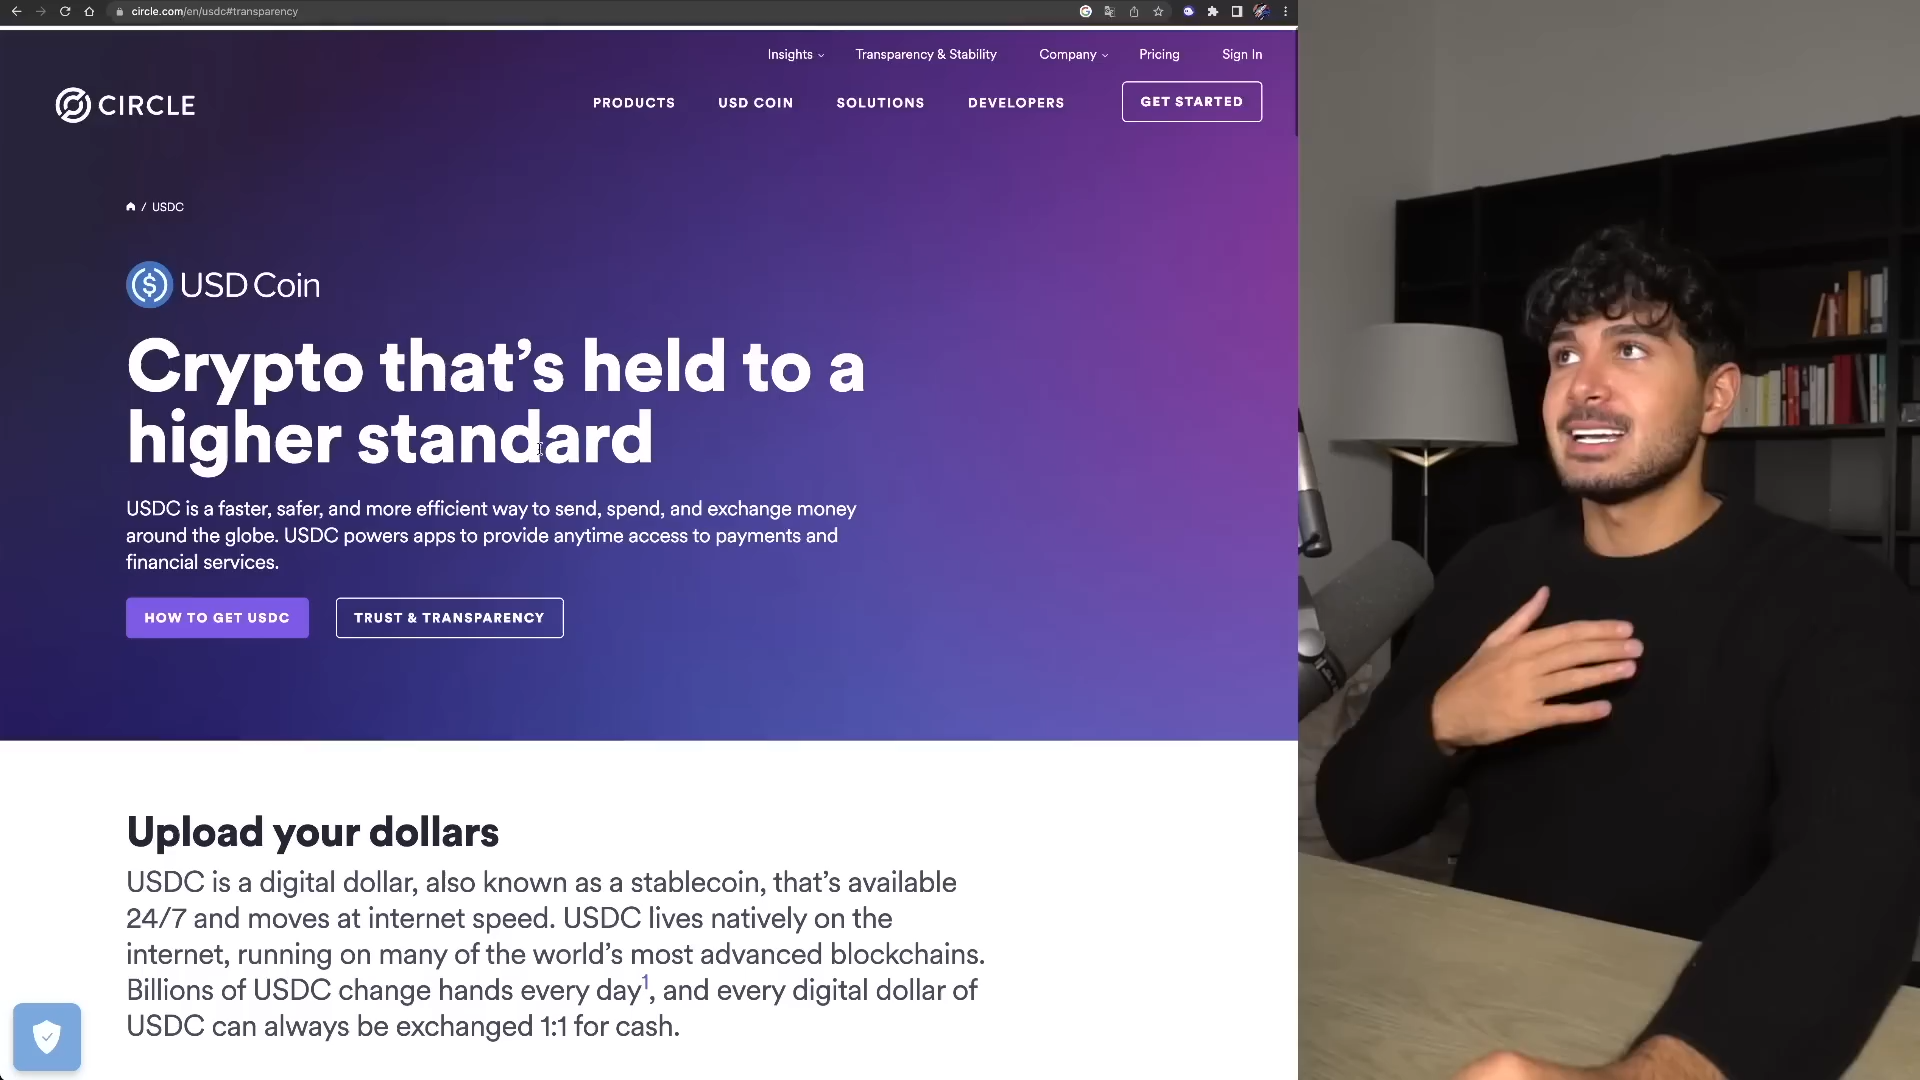 circle.com/en/usdc#transparency
Insights
Transparency & Stability
Company
Pricing
Sign In
CIRCLE
PRODUCTS
USD COIN
SOLUTIONS
DEVELOPERS
GET STARTED
/ USDC
$ USD Coin
Crypto that’s held to a
higher standard
USDC is a faster, safer, and more efficient way to send, spend, and exchange money
around the globe. USDC powers apps to provide anytime access to payments and
financial services.
HOW TO GET USDC
TRUST & TRANSPARENCY
Upload your dollars
USDC is a digital dollar, also known as a stablecoin, that’s available
24/7 and moves at internet speed. USDC lives natively on the
internet, running on many of the world’s most advanced blockchains.
Billions of USDC change hands every day¹, and every digital dollar of
USDC can always be exchanged 1:1 for cash.